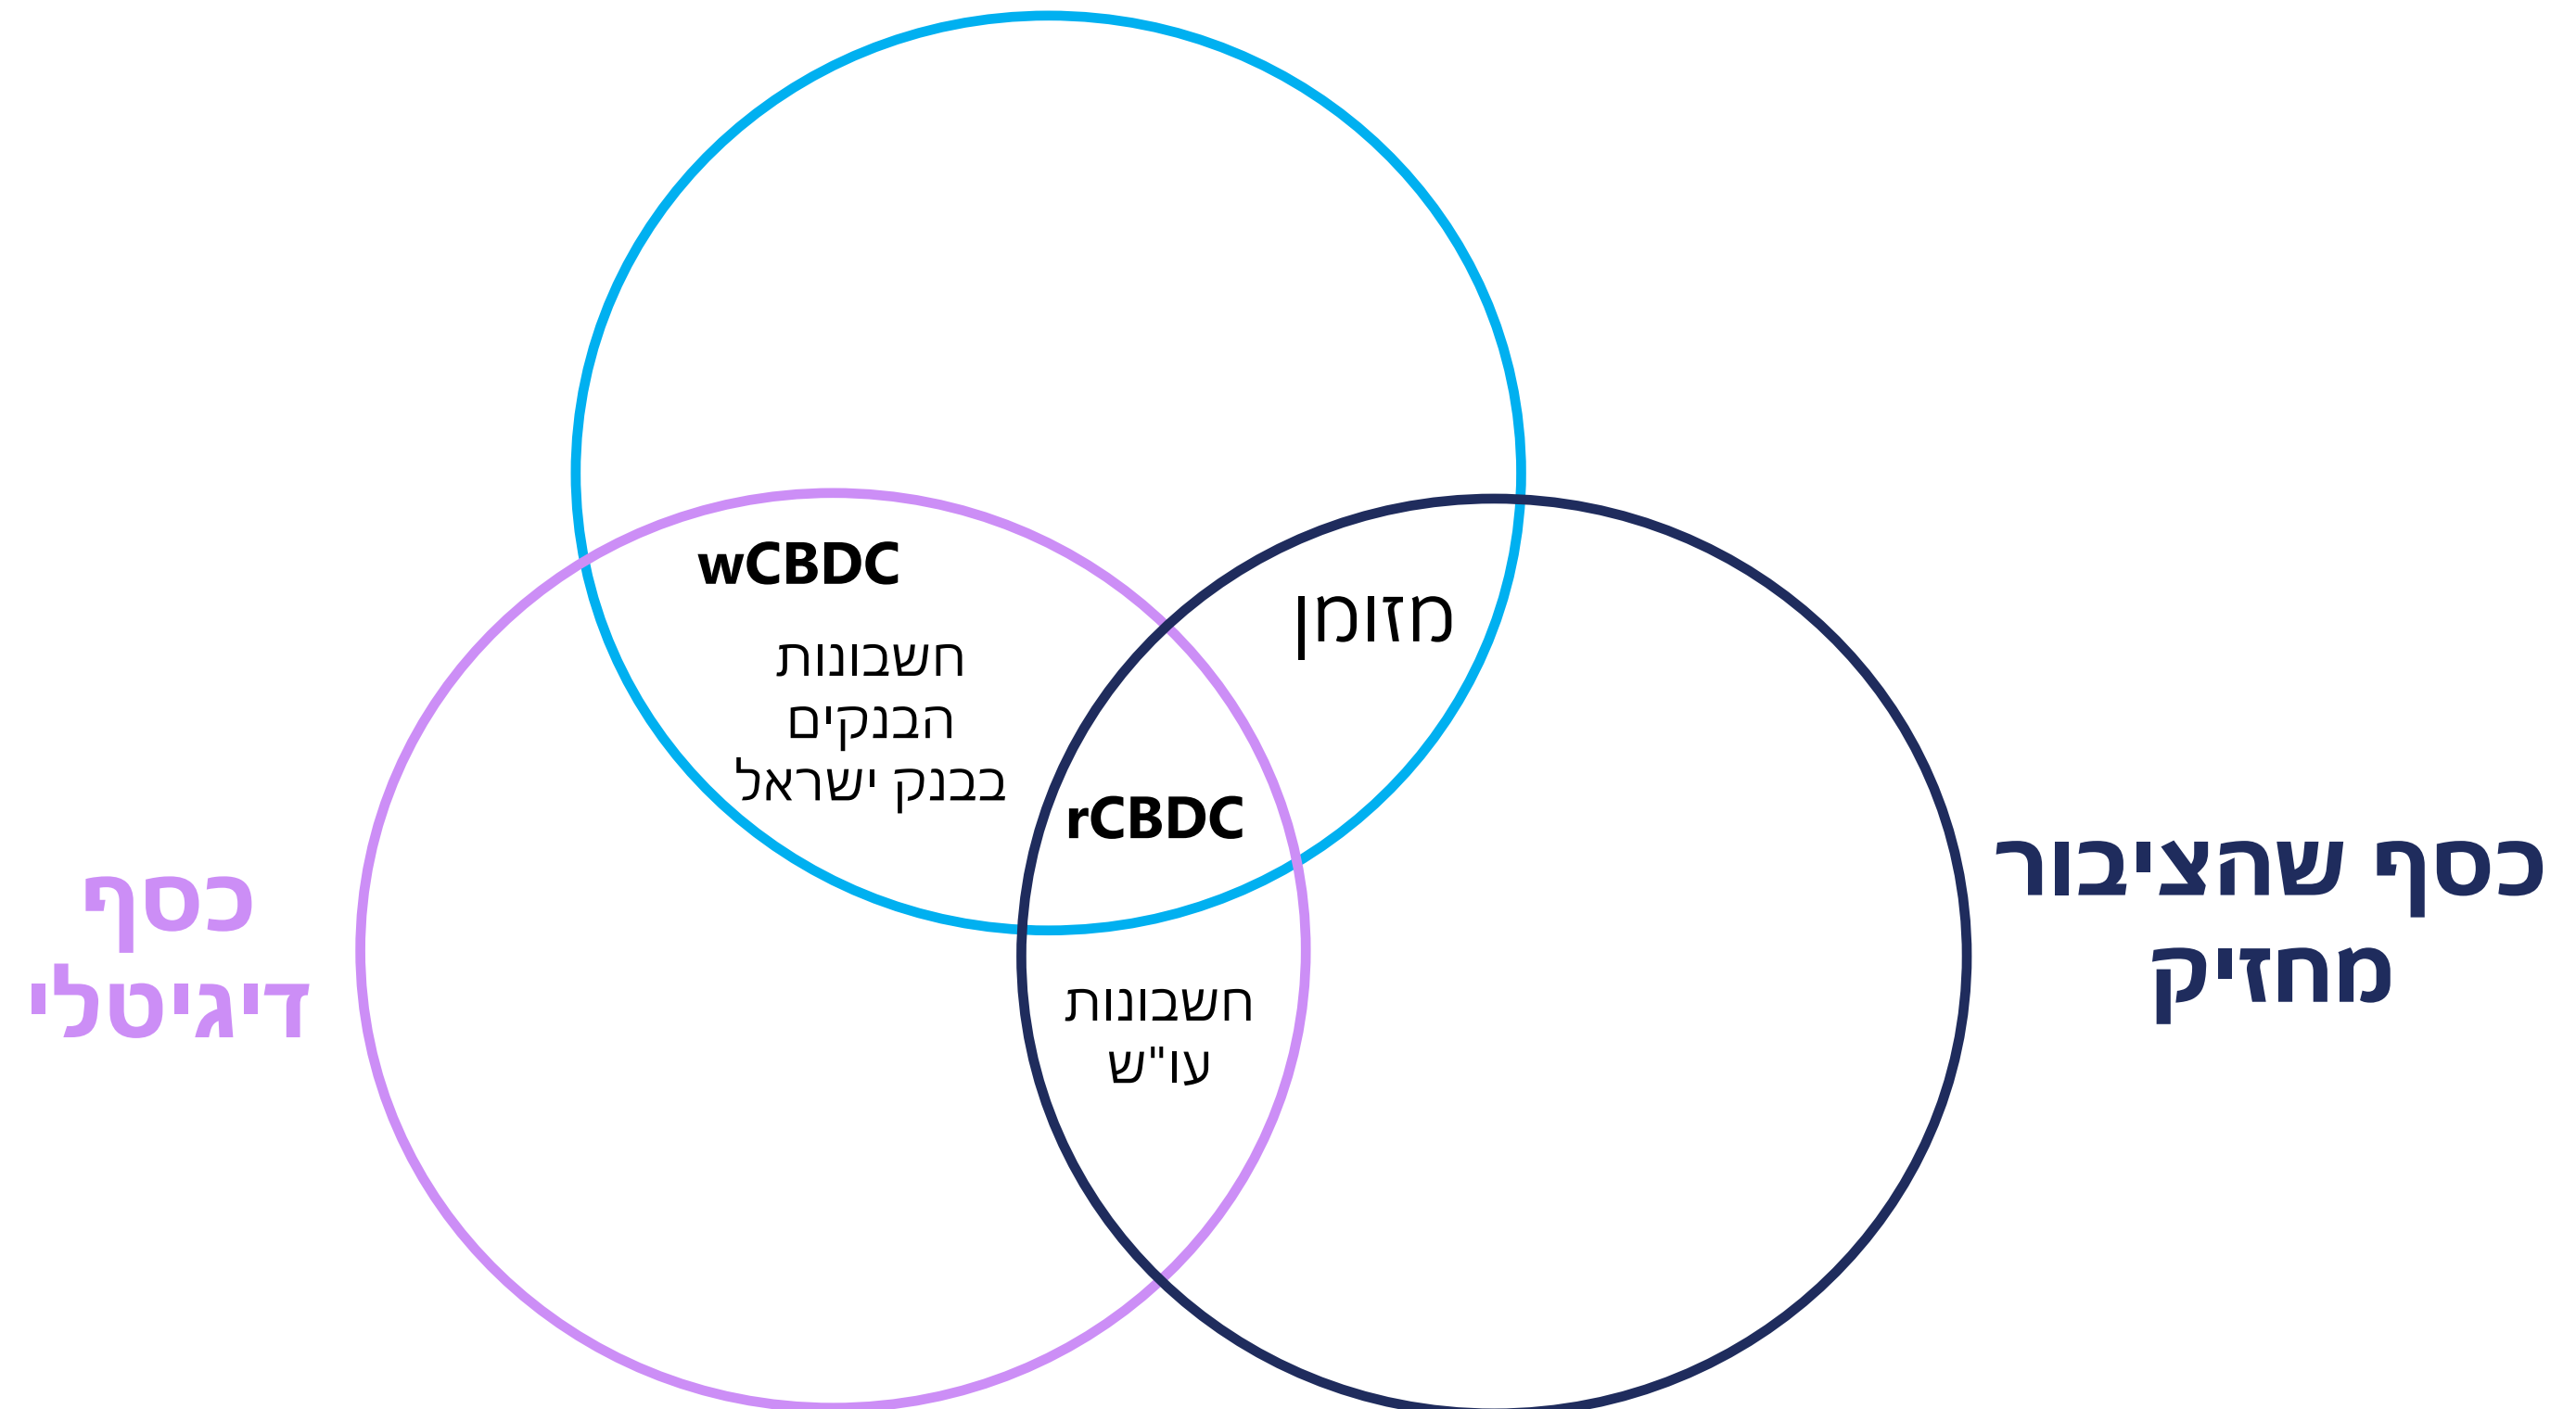 wCBDC
חשבונות
הבנקים
בבנק ישראל
מזומן
rCBDC
כסף שהציבור
מחזיק
כסף
דיגיטלי
חשבונות
עו"ש